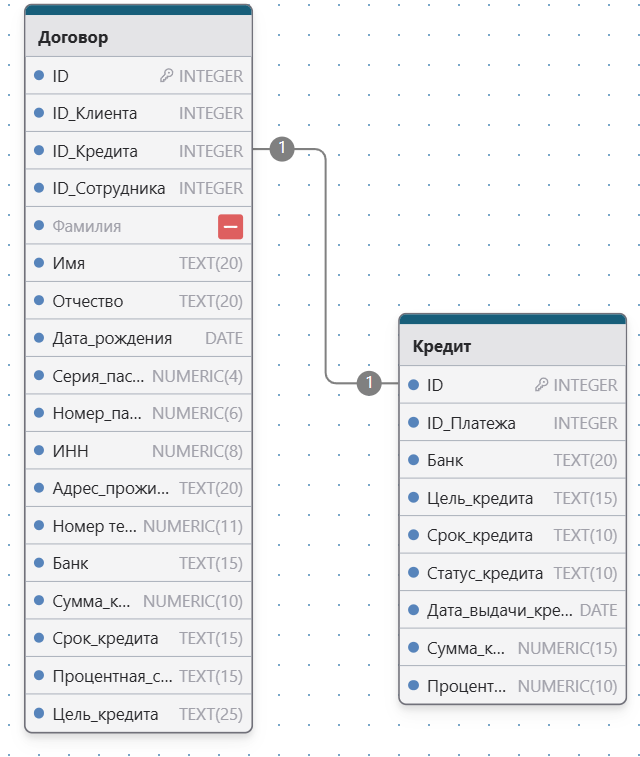 Договор
ID INTEGER
ID_Клиента INTEGER
ID_Кредита INTEGER
ID_Сотрудника INTEGER
Фамилия
Имя TEXT(20)
Отчество TEXT(20)
Дата_рождения DATE
Серия_пас... NUMERIC(4)
Номер_па... NUMERIC(6)
ИНН NUMERIC(8)
Адрес_прожи... TEXT(20)
Номер те... NUMERIC(11)
Банк TEXT(15)
Сумма_к... NUMERIC(10)
Срок_кредита TEXT(15)
Процентная_с... TEXT(15)
Цель_кредита TEXT(25)
1
1
Кредит
ID INTEGER
ID_Платежа INTEGER
Банк TEXT(20)
Цель_кредита TEXT(15)
Срок_кредита TEXT(10)
Статус_кредита TEXT(10)
Дата_выдачи_кре... DATE
Сумма_к... NUMERIC(15)
Процент... NUMERIC(10)